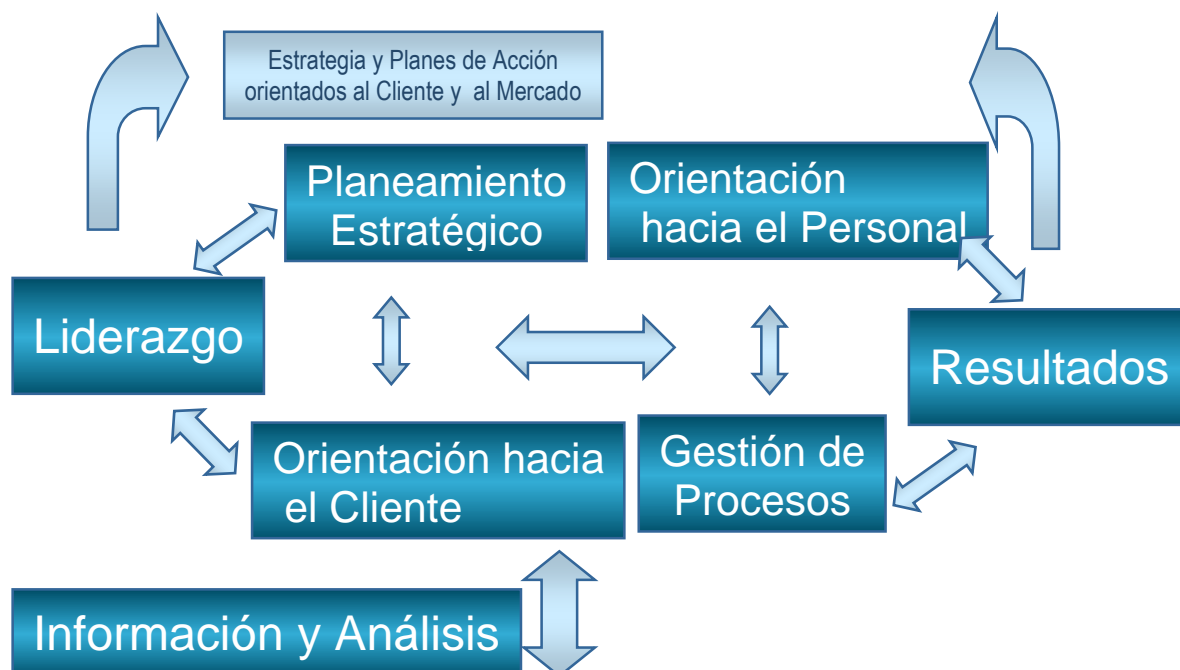 Estrategia y Planes de Acción
orientados al Cliente y al Mercado
Planeamiento
Estratégico
Orientación
hacia el Personal
Liderazgo
Resultados
Orientación hacia
el Cliente
Gestión de
Procesos
Información y Análisis